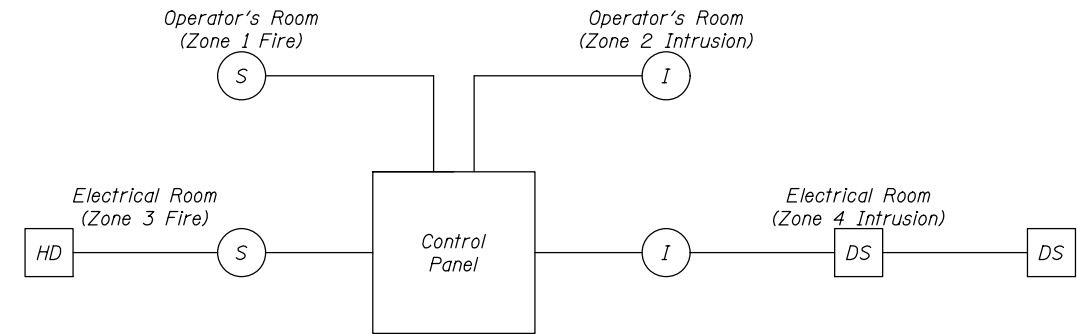 Operator's Room
(Zone 1 Fire)
S
Operator's Room
(Zone 2 Intrusion)
I
Electrical Room
(Zone 3 Fire)
HD
S
Control
Panel
I
Electrical Room
(Zone 4 Intrusion)
DS
DS